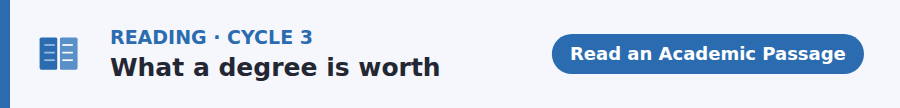 READING · CYCLE 3
What a degree is worth
Read an Academic Passage